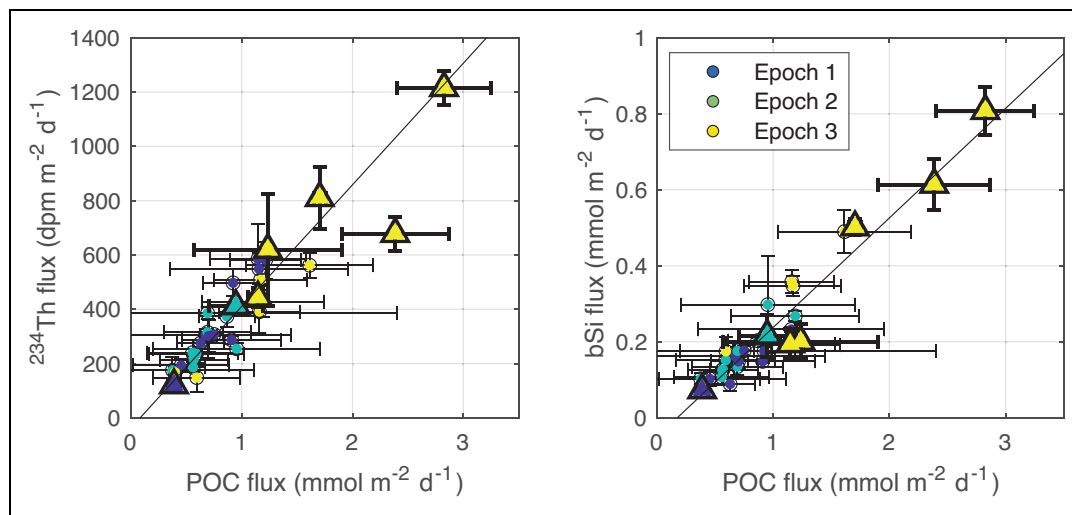 1400
1200
1000
800
600
400
200
0
0 1 2 3
²³⁴Th flux (dpm m⁻² d⁻¹)
POC flux (mmol m⁻² d⁻¹)
1
0.8
0.6
0.4
0.2
0
0 1 2 3
bSi flux (mmol m⁻² d⁻¹)
POC flux (mmol m⁻² d⁻¹)
Epoch 1
Epoch 2
Epoch 3